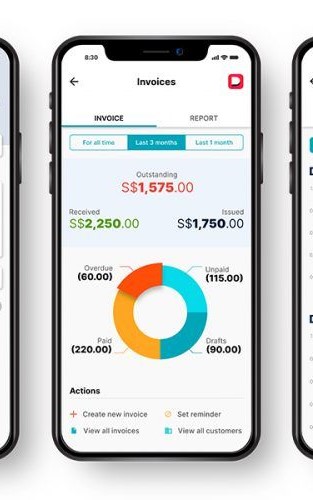 8:30
Invoices
INVOICE REPORT
For all time Last 3 months Last 1 month
Outstanding
S$1,575.00
Received Issued
S$2,250.00 S$1,750.00
Overdue Unpaid
(60.00) (115.00)
Paid Drafts
(220.00) (90.00)
Actions
Create new invoice Set reminder
View all invoices View all customers